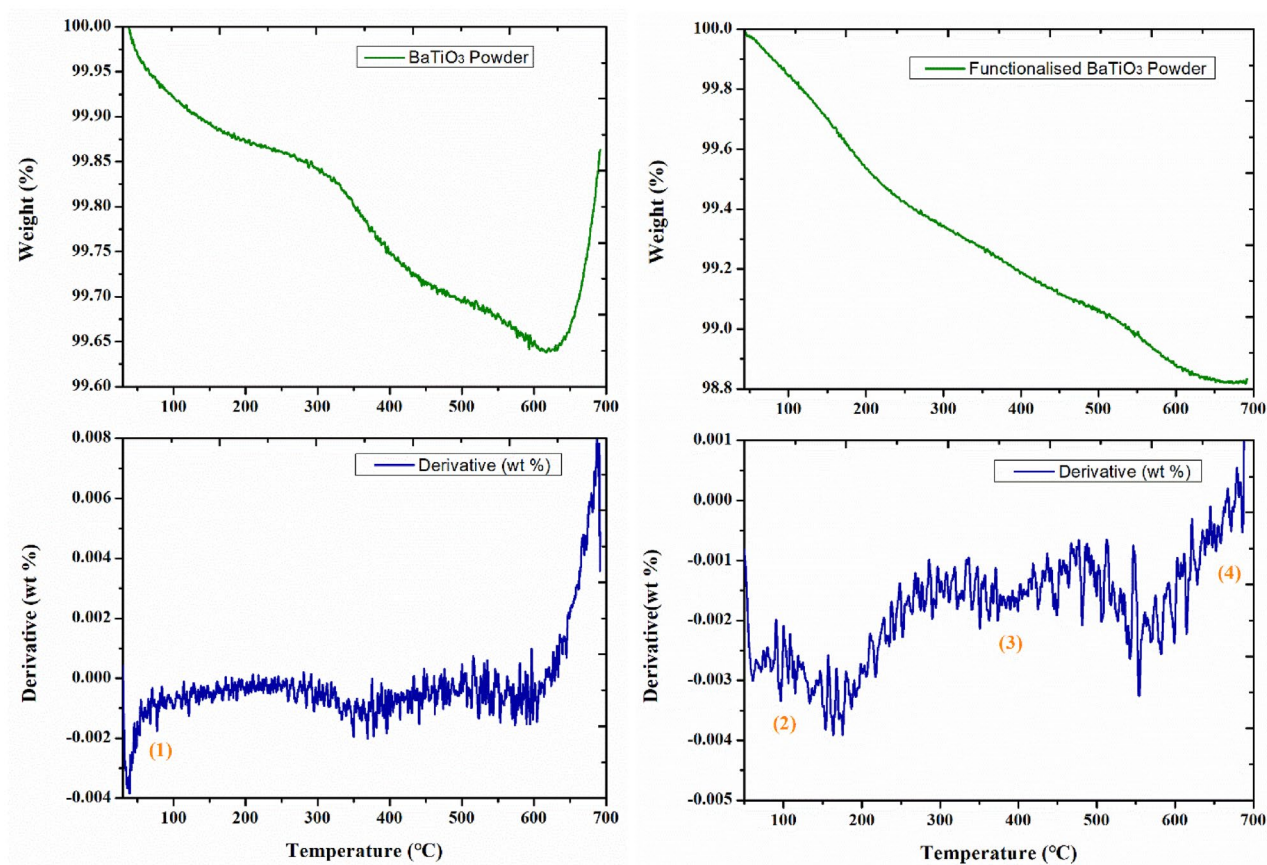 100.00
99.95
99.90
99.85
99.80
99.75
99.70
99.65
99.60
Weight (%)
BaTiO3 Powder
100 200 300 400 500 600 700
100.0
99.8
99.6
99.4
99.2
99.0
98.8
Weight (%)
Functionalised BaTiO3 Powder
100 200 300 400 500 600 700
0.008
0.006
0.004
0.002
0.000
-0.002
-0.004
Derivative (wt %)
Derivative (wt %)
(1)
100 200 300 400 500 600 700
Temperature (°C)
0.001
0.000
-0.001
-0.002
-0.003
-0.004
-0.005
Derivative(wt %)
Derivative (wt %)
(2)
(3)
(4)
100 200 300 400 500 600 700
Temperature (°C)